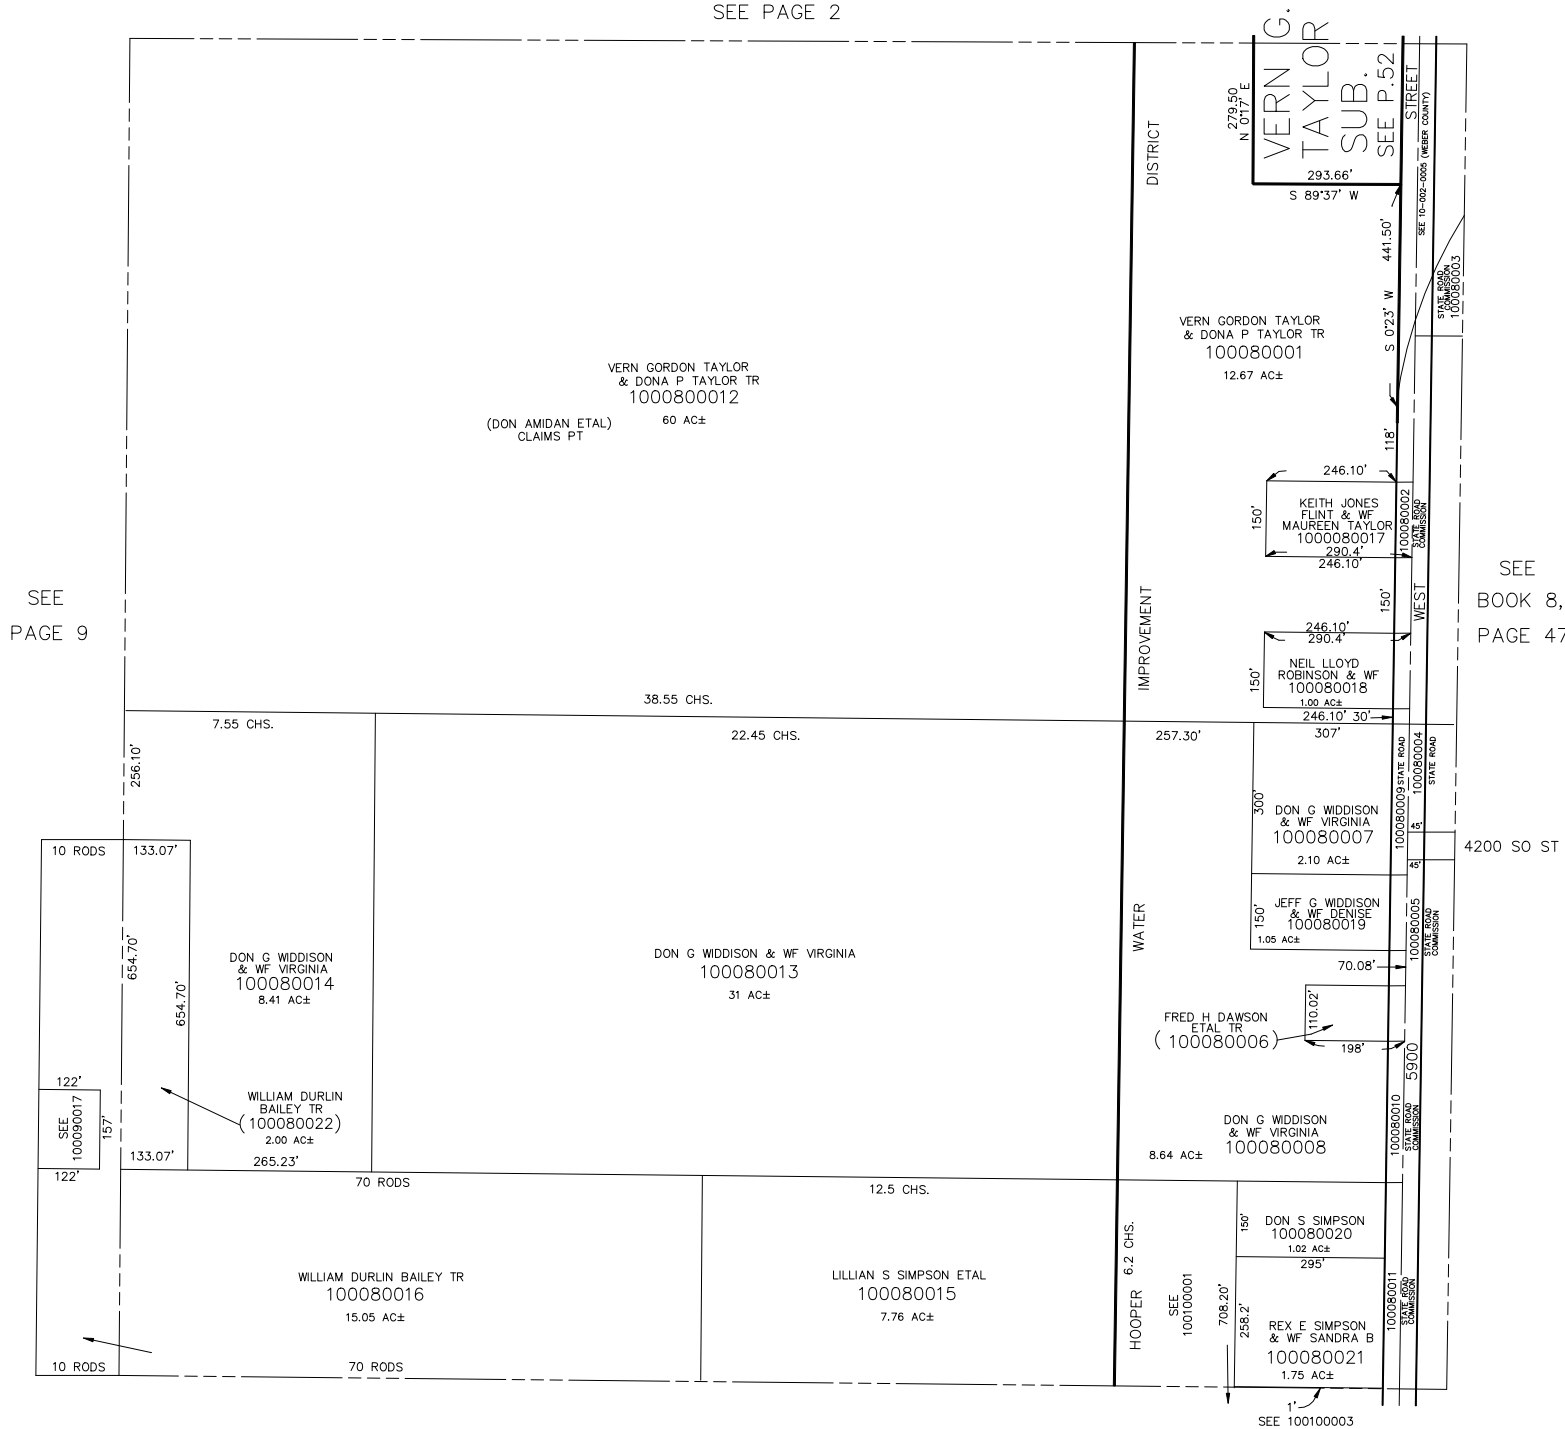 SEE PAGE 2
VERN G.
TAYLOR
SUB.
SEE P.52
279.50
N 0°17' E
293.66'
S 89°37' W
STREET
SEE 10-002-0005 (WEBER COUNTY)
DISTRICT
441.50'
S 0°23' W
STATE ROAD
COMMISSION
100080003
VERN GORDON TAYLOR
& DONA P TAYLOR TR
100080001
12.67 AC±
VERN GORDON TAYLOR
& DONA P TAYLOR TR
1000800012
60 AC±
(DON AMIDAN ETAL)
CLAIMS PT
118'
246.10'
KEITH JONES
FLINT & WF
MAUREEN TAYLOR
1000080017
150'
290.4'
246.10'
100080002
STATE ROAD
COMMISSION
SEE
PAGE 9
SEE
BOOK 8,
PAGE 47
150'
WEST
IMPROVEMENT
246.10'
290.4'
NEIL LLOYD
ROBINSON & WF
100080018
1.00 AC±
150'
246.10' 30'
38.55 CHS.
7.55 CHS.
22.45 CHS.
257.30'
307'
256.10'
100080009
STATE ROAD
100080004
STATE ROAD
300'
DON G WIDDISON
& WF VIRGINIA
100080007
2.10 AC±
45'
45'
4200 SO ST
10 RODS
133.07'
JEFF G WIDDISON
& WF DENISE
100080019
1.05 AC±
150'
WATER
100080005
STATE ROAD
COMMISSION
654.70'
654.70'
DON G WIDDISON
& WF VIRGINIA
100080014
8.41 AC±
DON G WIDDISON & WF VIRGINIA
100080013
31 AC±
70.08'
110.02'
FRED H DAWSON
ETAL TR
(100080006)
198'
5900
122'
SEE
100090017
157'
WILLIAM DURLIN
BAILEY TR
(100080022)
2.00 AC±
DON G WIDDISON
& WF VIRGINIA
100080008
8.64 AC±
100080010
STATE ROAD
COMMISSION
133.07'
265.23'
122'
70 RODS
12.5 CHS.
150'
DON S SIMPSON
100080020
1.02 AC±
295'
6.2 CHS.
HOOPER
SEE
100100001
708.20'
258.2'
WILLIAM DURLIN BAILEY TR
100080016
15.05 AC±
LILLIAN S SIMPSON ETAL
100080015
7.76 AC±
REX E SIMPSON
& WF SANDRA B
100080021
1.75 AC±
100080011
STATE ROAD
COMMISSION
10 RODS
70 RODS
1'
SEE 100100003